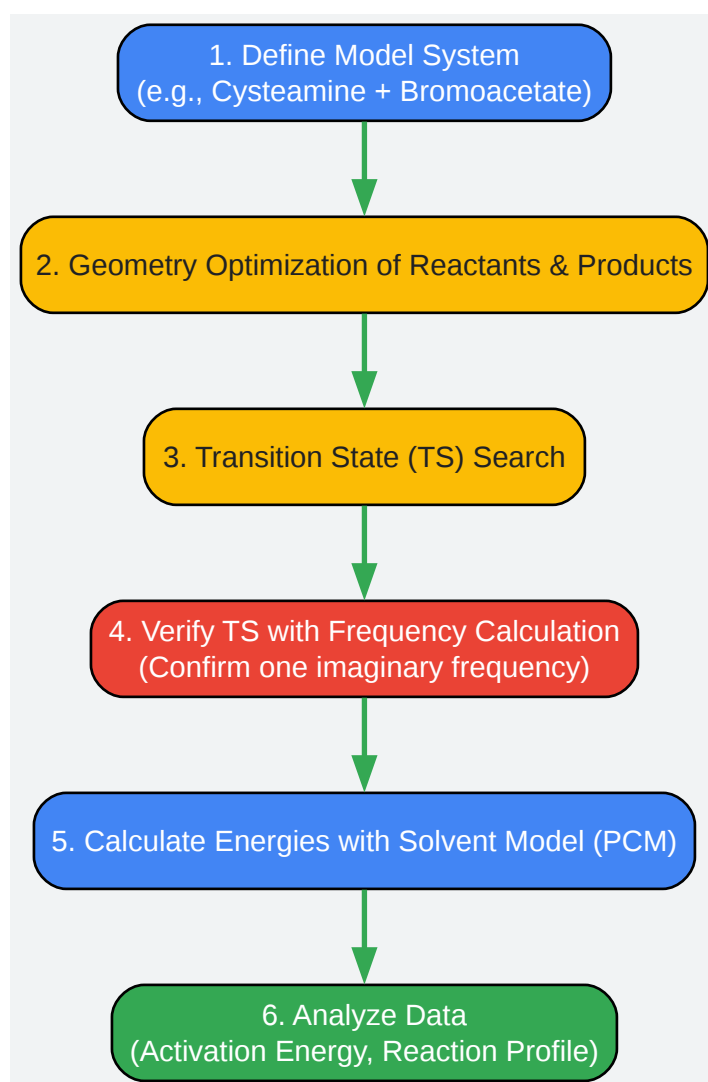 1. Define Model System
(e.g., Cysteamine + Bromoacetate)
2. Geometry Optimization of Reactants & Products
3. Transition State (TS) Search
4. Verify TS with Frequency Calculation
(Confirm one imaginary frequency)
5. Calculate Energies with Solvent Model (PCM)
6. Analyze Data
(Activation Energy, Reaction Profile)